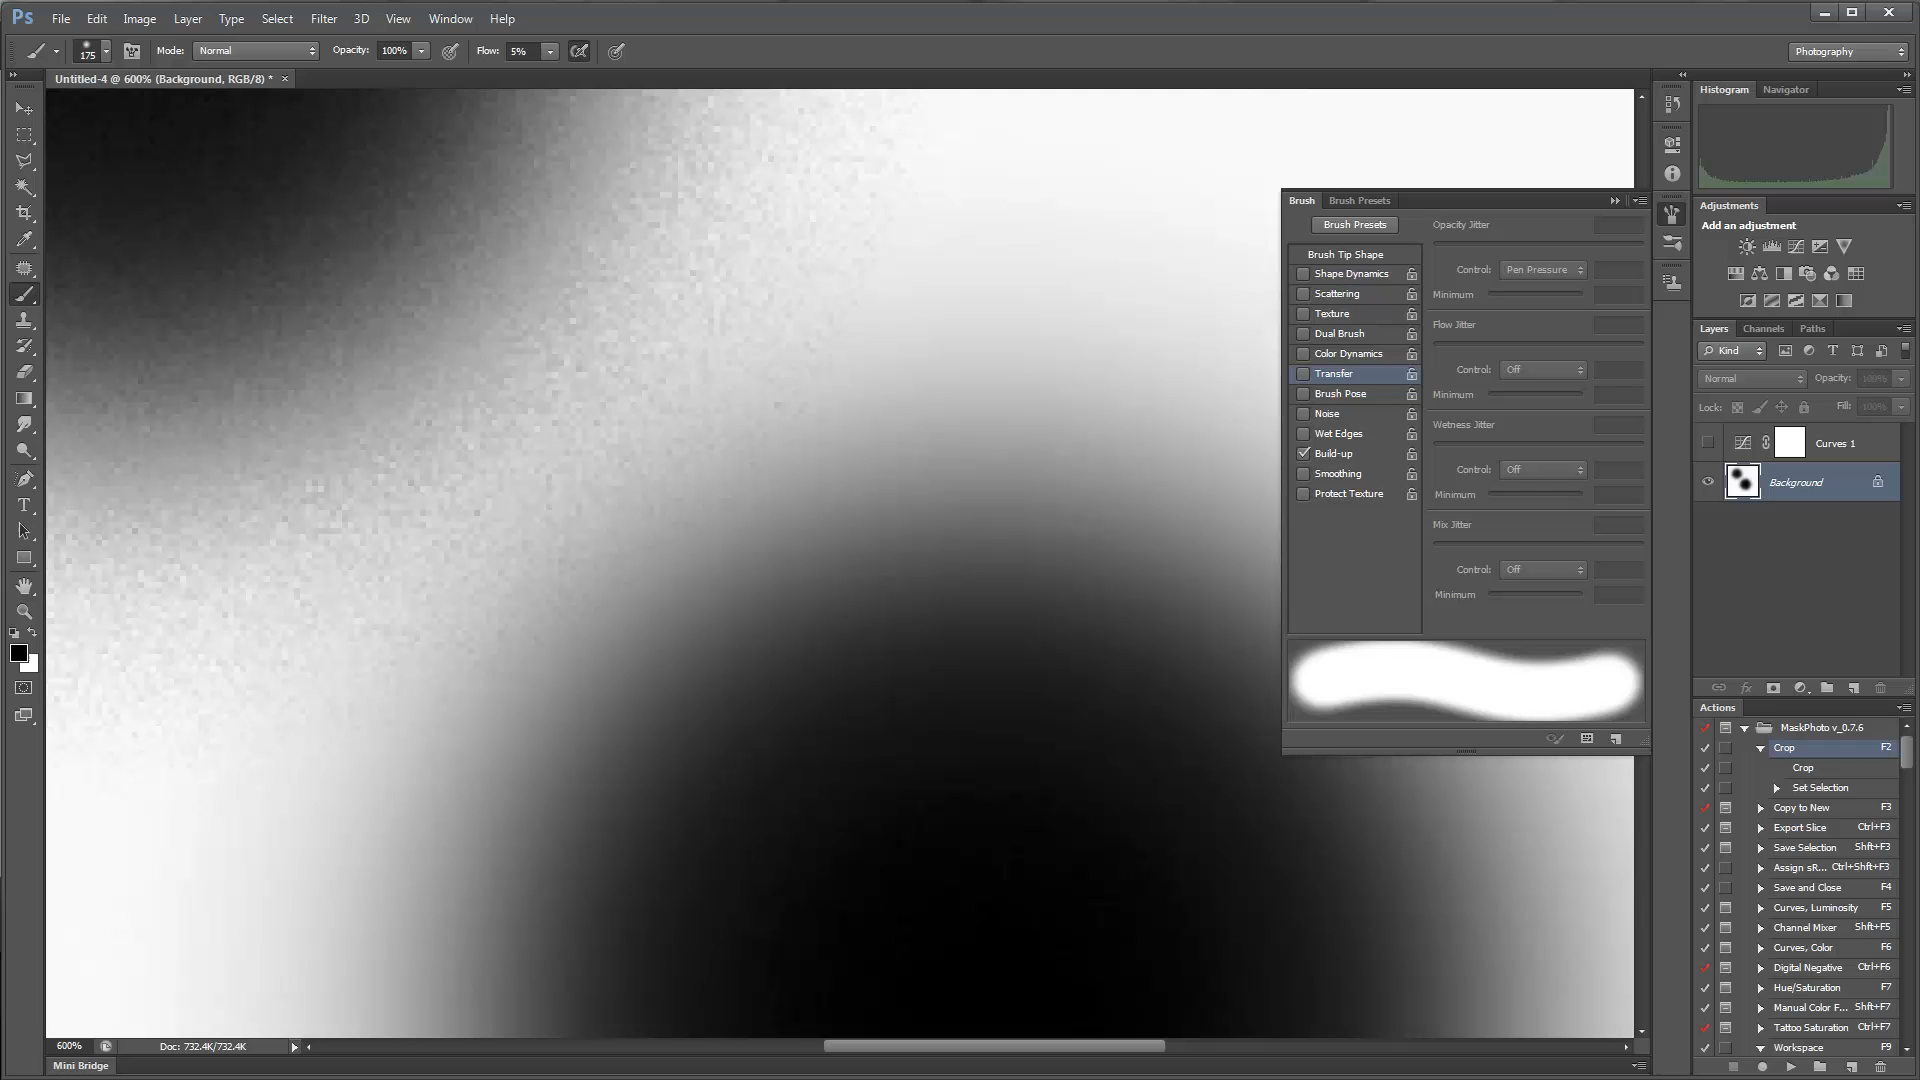 Ps File Edit Image Layer Type Select Filter 3D View Window Help
175 Mode: Normal Opacity: 100% Flow: 5% Photography
Untitled-4 @ 600% (Background, RGB/8) * ×
Histogram Navigator
Adjustments
Add an adjustment
Brush Brush Presets
Brush Presets
Brush Tip Shape
Shape Dynamics
Scattering
Texture
Dual Brush
Color Dynamics
Transfer
Brush Pose
Noise
Wet Edges
Build-up
Smoothing
Protect Texture
Opacity Jitter
Control: Pen Pressure
Minimum
Flow Jitter
Control: Off
Minimum
Wetness Jitter
Control: Off
Minimum
Mix Jitter
Control: Off
Minimum
Layers Channels Paths
Kind
Normal Opacity: 100%
Lock: Fill: 100%
Curves 1
Background
Actions
MaskPhoto v_0.7.6
Crop F2
Crop
Set Selection
Copy to New F3
Export Slice Ctrl+F3
Save Selection Shft+F3
Assign sR... Ctrl+Shft+F3
Save and Close F4
Curves, Luminosity F5
Channel Mixer Shft+F5
Curves, Color F6
Digital Negative Ctrl+F6
Hue/Saturation F7
Manual Color F... Shft+F7
Tattoo Saturation Ctrl+F7
Workspace F9
600% Doc: 732.4K/732.4K
Mini Bridge